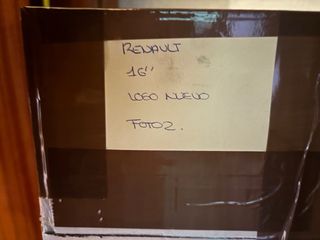 RENAULT
16"
LOGO NUEVO
FOTO 2.